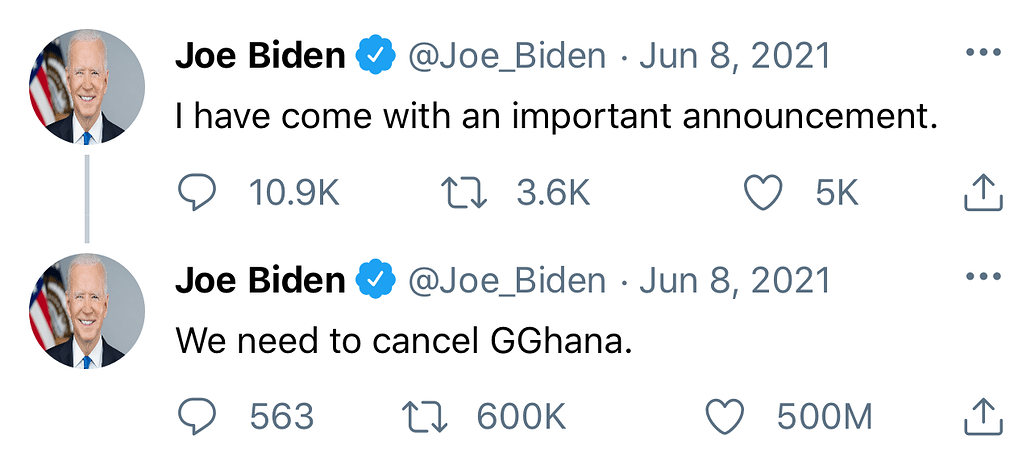 Joe Biden @Joe_Biden · Jun 8, 2021
I have come with an important announcement.
10.9K 3.6K 5K
Joe Biden @Joe_Biden · Jun 8, 2021
We need to cancel GGhana.
563 600K 500M